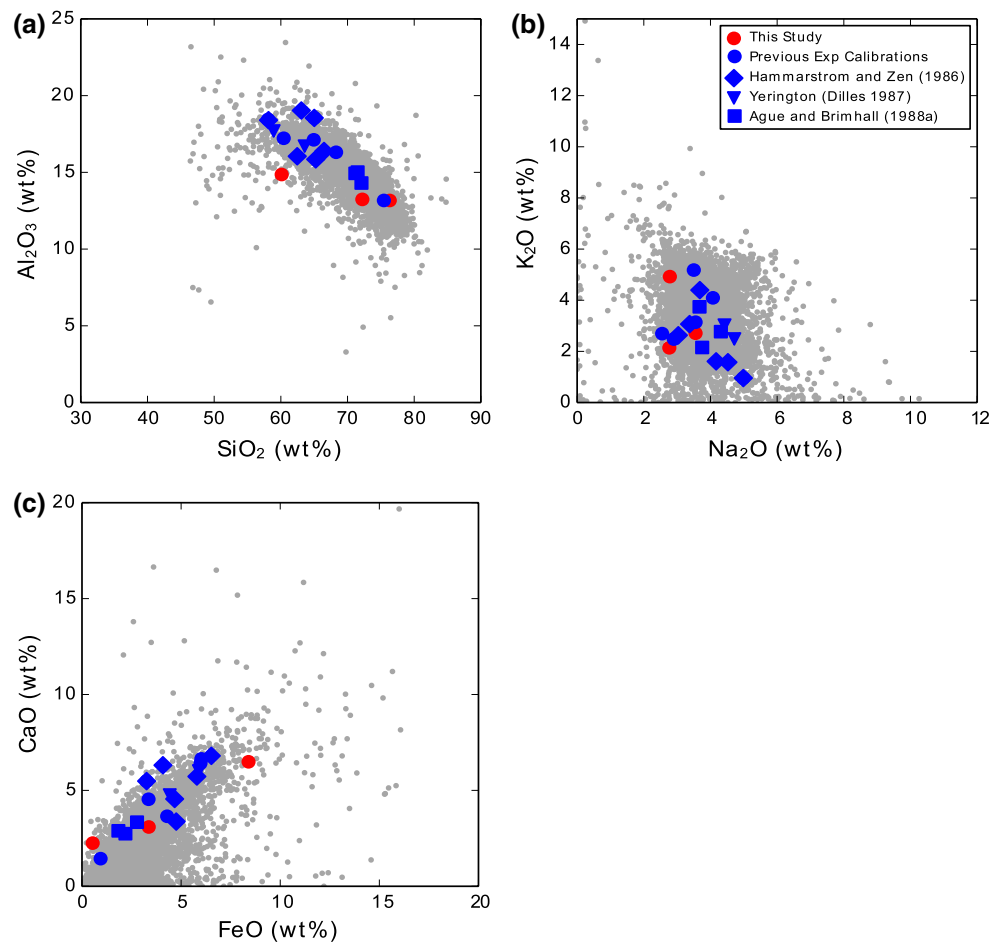 (a)
25
20
15
10
5
0
Al₂O₃ (wt%)
30 40 50 60 70 80 90
SiO₂ (wt%)
(b)
14
12
10
8
6
4
2
0
K₂O (wt%)
This Study
Previous Exp Calibrations
Hammarstrom and Zen (1986)
Yerington (Dilles 1987)
Ague and Brimhall (1988a)
0 2 4 6 8 10 12
Na₂O (wt%)
(c)
20
15
10
5
0
CaO (wt%)
0 5 10 15 20
FeO (wt%)